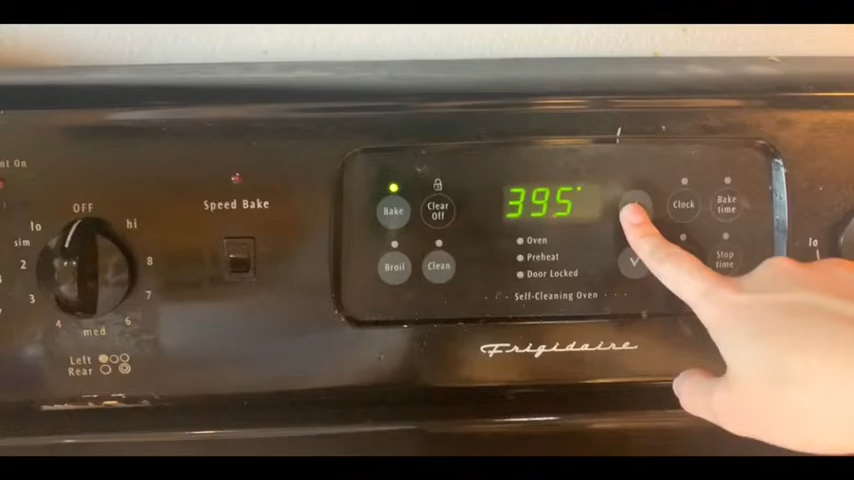 nt On
OFF
lo
hi
sim
2
8
3
7
4
6
med
Left
Rear
Speed Bake
Bake
Clear
Off
Broil
Clean
395°
Oven
Preheat
Door Locked
Self-Cleaning Oven
Clock
Bake
time
Stop
time
Frigidaire
lo